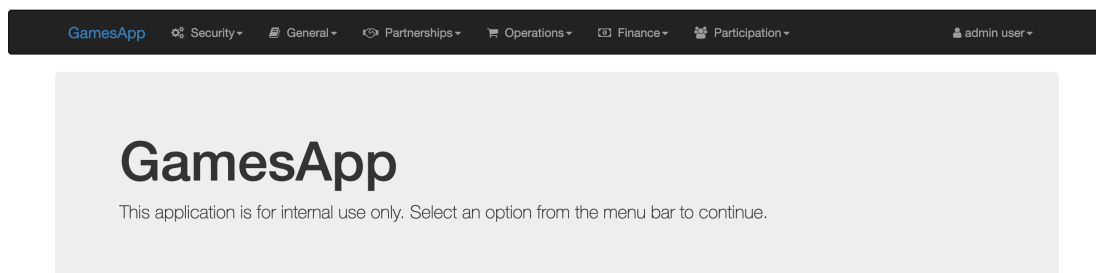 GamesApp Security General Partnerships Operations Finance Participation admin user
GamesApp
This application is for internal use only. Select an option from the menu bar to continue.